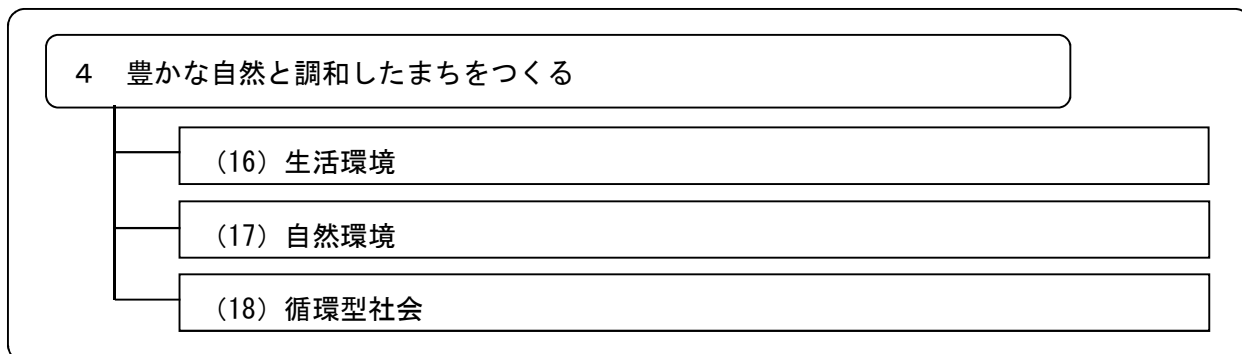 ４　豊かな自然と調和したまちをつくる
（16）生活環境
（17）自然環境
（18）循環型社会